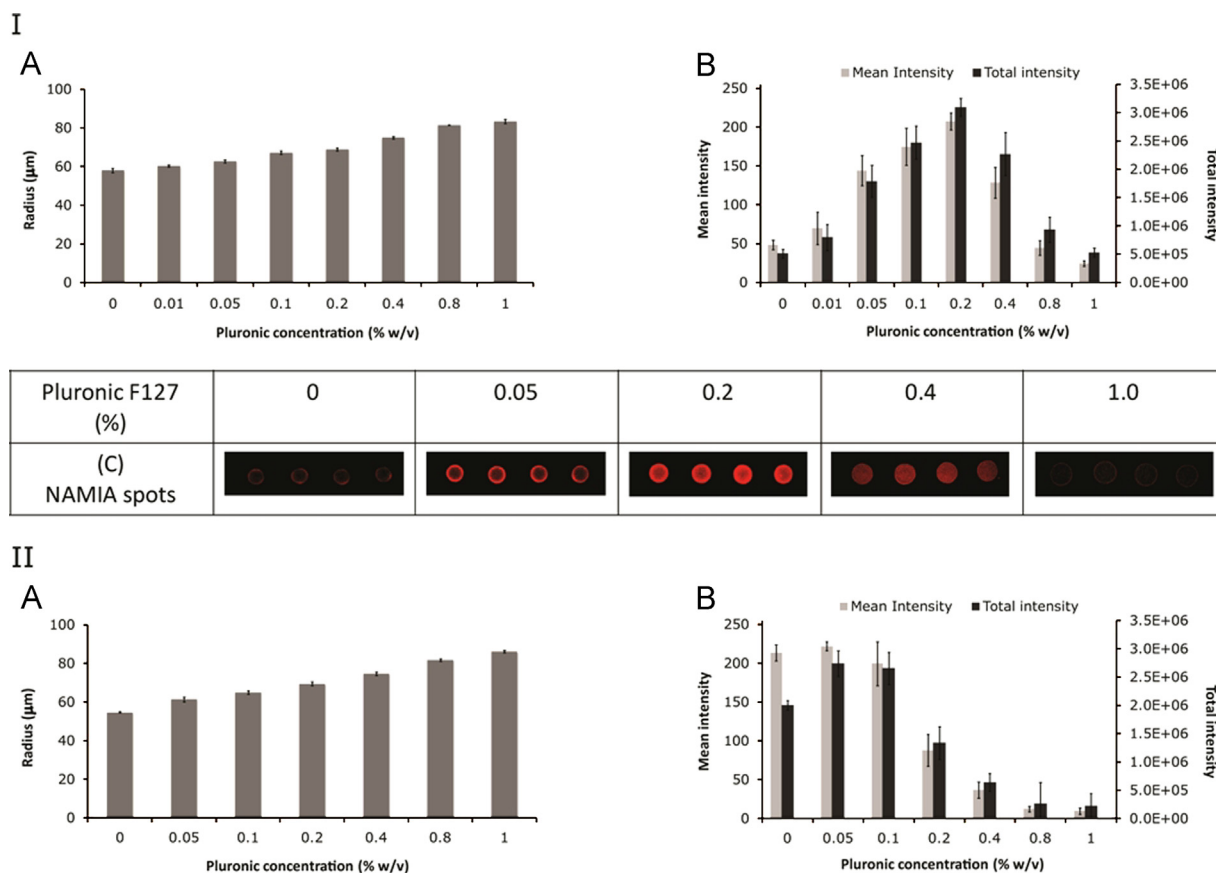 I
A
B
100
80
60
40
20
0
Radius (µm)
0 0.01 0.05 0.1 0.2 0.4 0.8 1
Pluronic concentration (% w/v)
Mean Intensity Total intensity
250
200
150
100
50
0
Mean intensity
3.5E+06
3.0E+06
2.5E+06
2.0E+06
1.5E+06
1.0E+06
5.0E+05
0.0E+00
Total intensity
0 0.01 0.05 0.1 0.2 0.4 0.8 1
Pluronic concentration (% w/v)
Pluronic F127 0 0.05 0.2 0.4 1.0
(%)
(C)
NAMIA spots
II
A
B
100
80
60
40
20
0
Radius (µm)
0 0.05 0.1 0.2 0.4 0.8 1
Pluronic concentration (% w/v)
Mean Intensity Total intensity
250
200
150
100
50
0
Mean intensity
3.5E+06
3.0E+06
2.5E+06
2.0E+06
1.5E+06
1.0E+06
5.0E+05
0.0E+00
Total intensity
0 0.05 0.1 0.2 0.4 0.8 1
Pluronic concentration (% w/v)